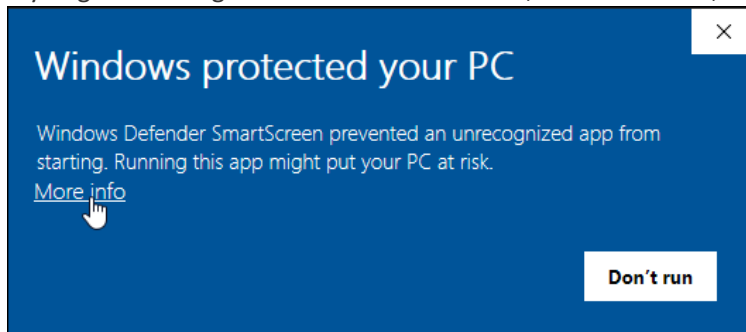 Windows protected your PC
Windows Defender SmartScreen prevented an unrecognized app from
starting. Running this app might put your PC at risk.
More info
Don't run